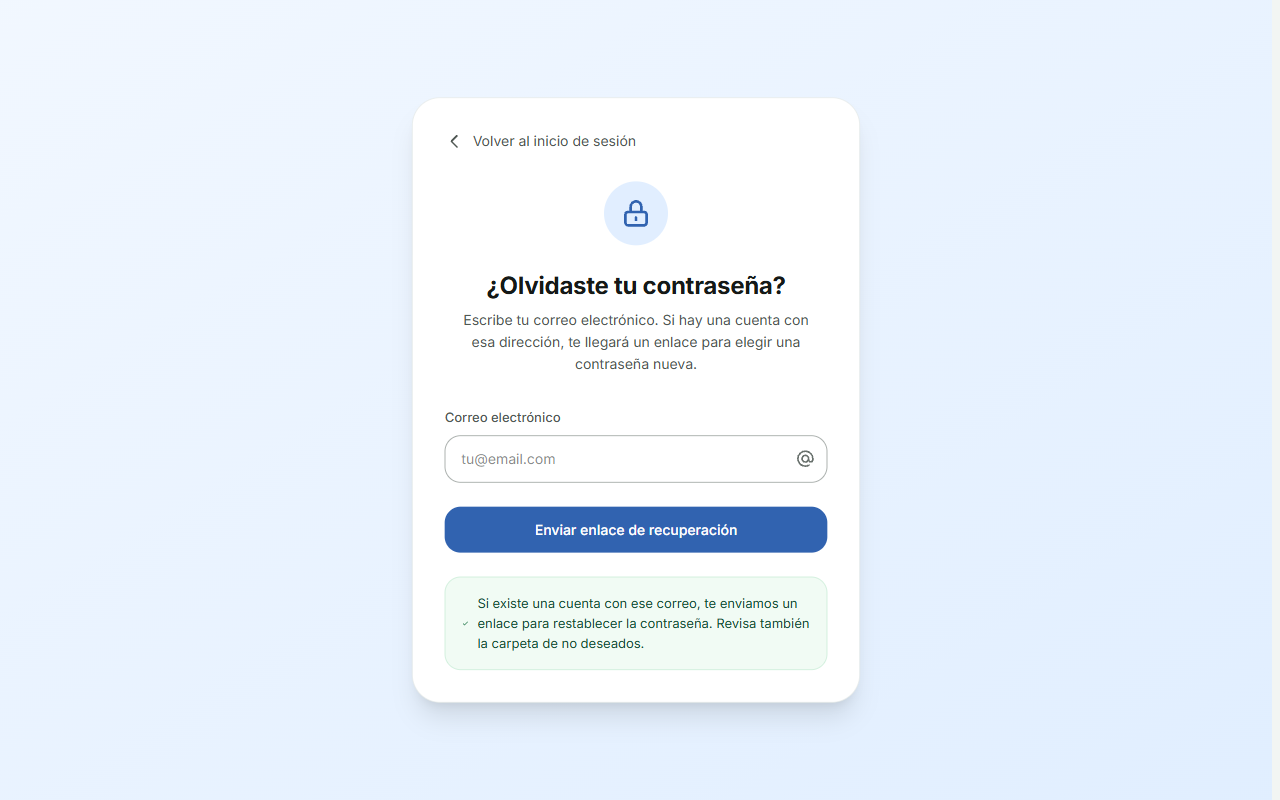 Volver al inicio de sesión
¿Olvidaste tu contraseña?
Escribe tu correo electrónico. Si hay una cuenta con
esa dirección, te llegará un enlace para elegir una
contraseña nueva.
Correo electrónico
tu@email.com
Enviar enlace de recuperación
Si existe una cuenta con ese correo, te enviamos un
enlace para restablecer la contraseña. Revisa también
la carpeta de no deseados.